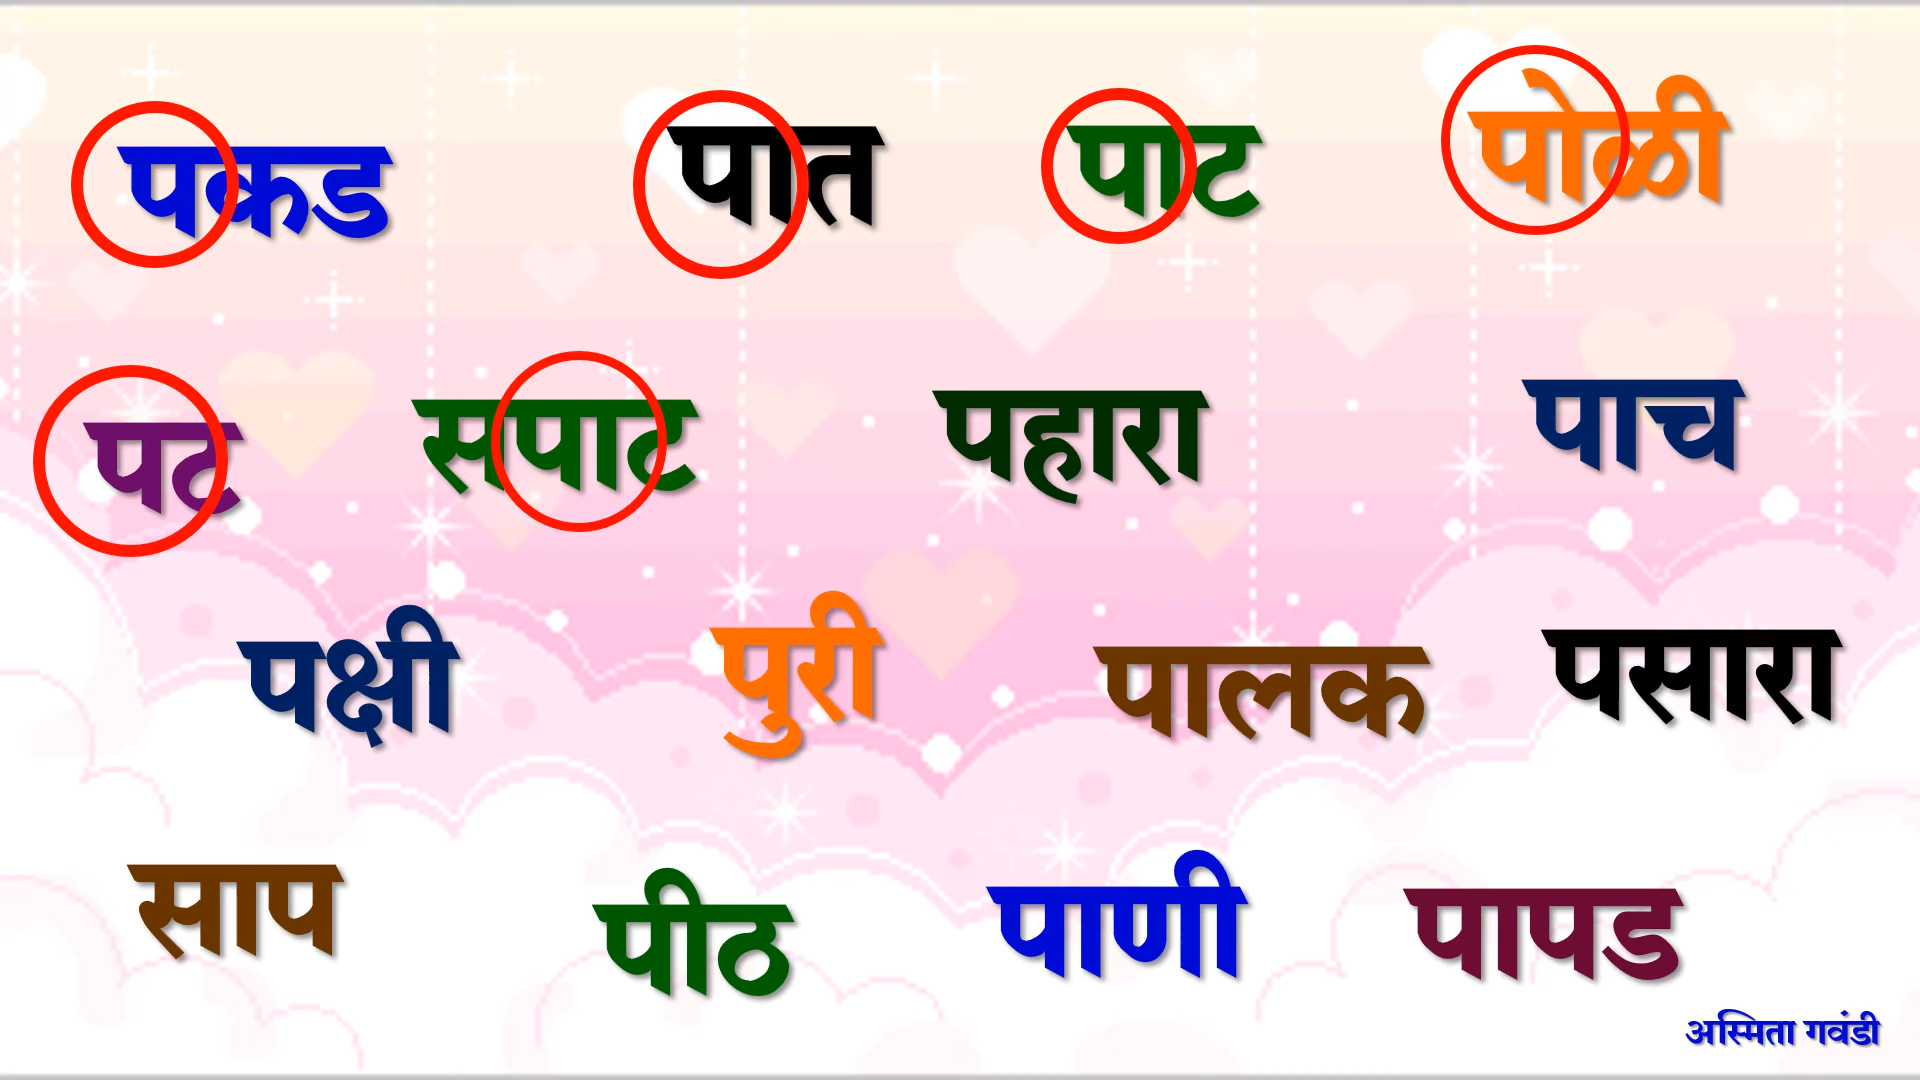 पकड पात पाट पोळी
पट सपाट पहारा पाच
पक्षी पुरी पालक पसारा
साप पीठ पाणी पापड
अस्मिता गवंडी